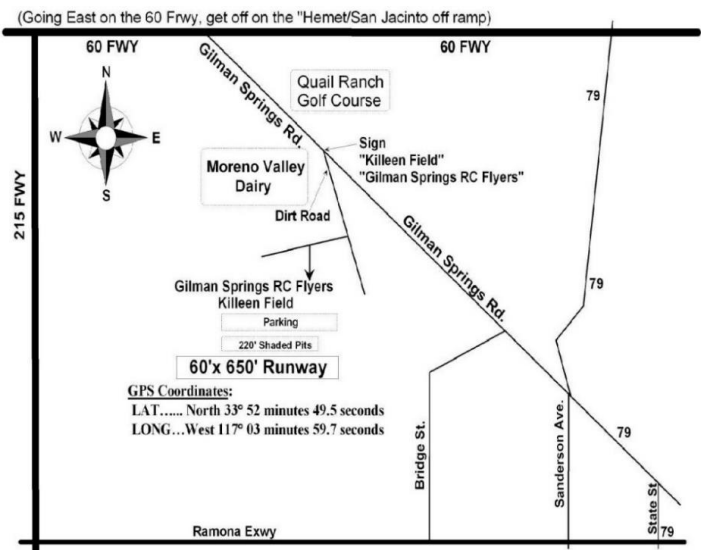 (Going East on the 60 Frwy, get off on the "Hemet/San Jacinto off ramp)
60 FWY
60 FWY
N
W
E
S
215 FWY
Gilman Springs Rd.
Quail Ranch
Golf Course
79
Sign
"Killeen Field"
"Gilman Springs RC Flyers"
Moreno Valley
Dairy
Dirt Road
Gilman Springs Rd.
79
Gilman Springs RC Flyers
Killeen Field
Parking
220' Shaded Pits
60'x 650' Runway
GPS Coordinates:
LAT..... North 33° 52 minutes 49.5 seconds
LONG...West 117° 03 minutes 59.7 seconds
Bridge St.
Sanderson Ave.
79
State St
79
Ramona Exwy